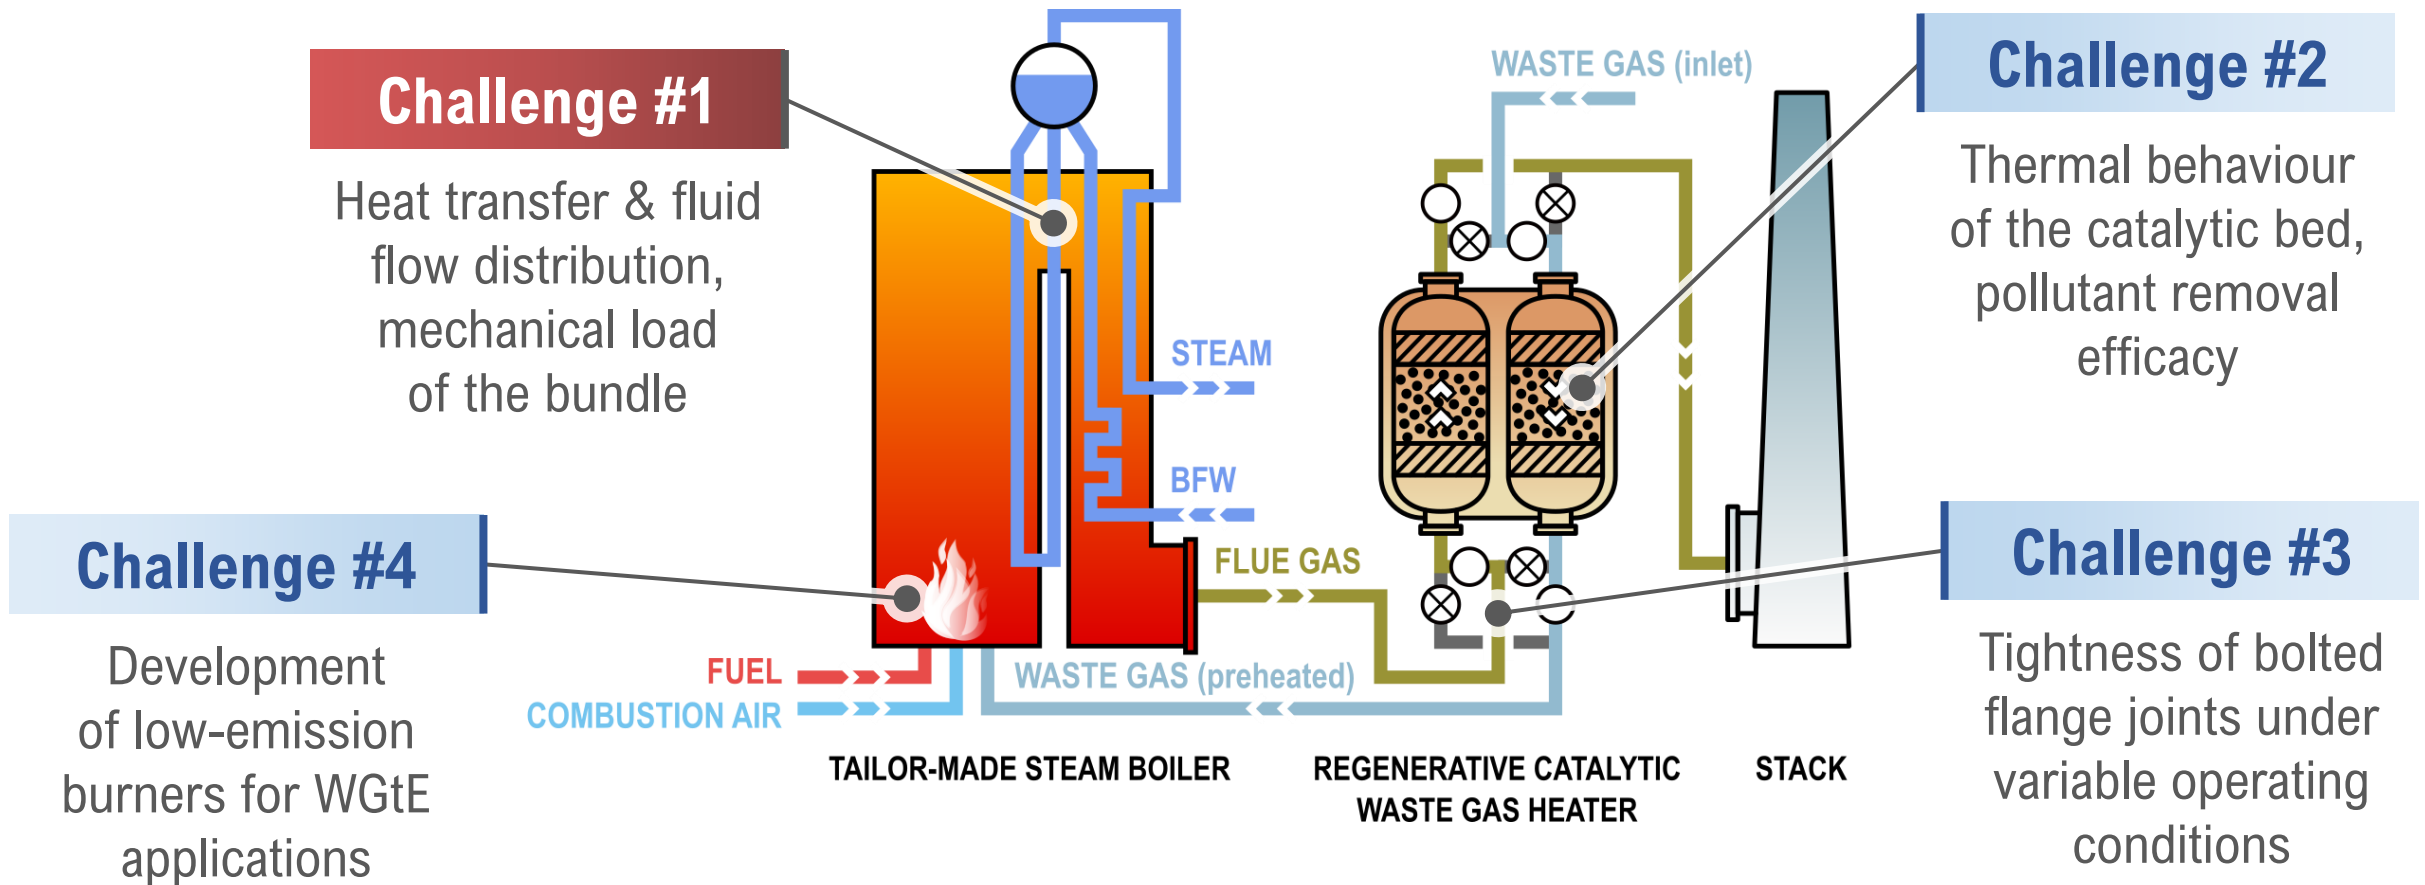 Challenge #1
Heat transfer & fluid
flow distribution,
mechanical load
of the bundle
WASTE GAS (inlet)
Challenge #2
Thermal behaviour
of the catalytic bed,
pollutant removal
efficacy
STEAM
BFW
FLUE GAS
Challenge #4
Development
of low-emission
burners for WGtE
applications
FUEL
COMBUSTION AIR
WASTE GAS (preheated)
Challenge #3
Tightness of bolted
flange joints under
variable operating
conditions
TAILOR-MADE STEAM BOILER
REGENERATIVE CATALYTIC
WASTE GAS HEATER
STACK